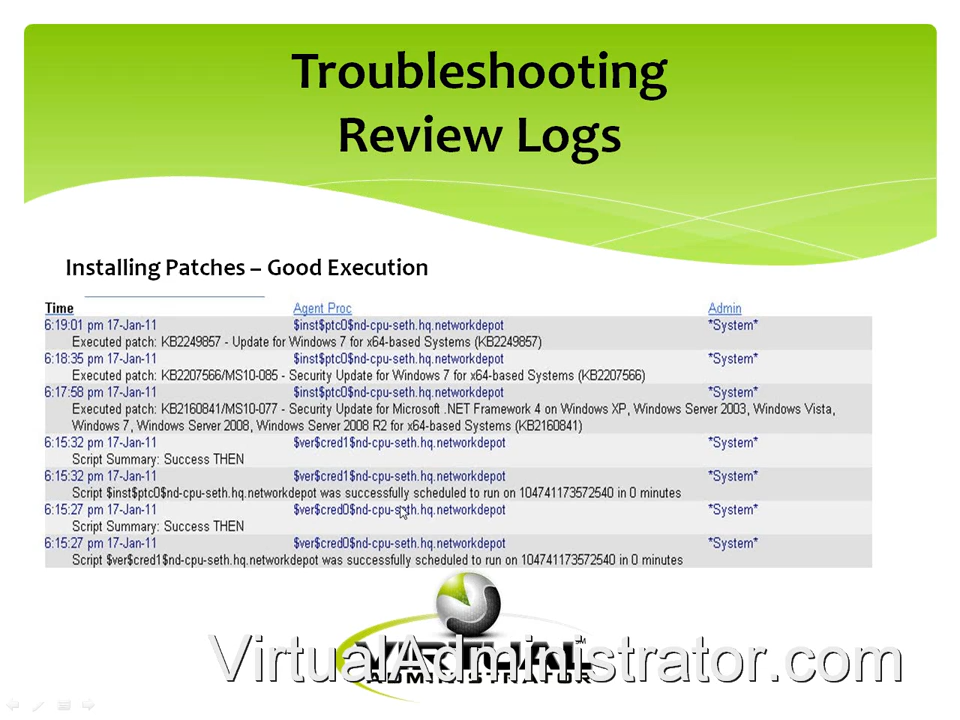 Troubleshooting
Review Logs
Installing Patches – Good Execution
Time Agent Proc Admin
6:19:01 pm 17-Jan-11 $inst$ptc0$nd-cpu-seth.hq.networkdepot *System*
Executed patch: KB2249857 - Update for Windows 7 for x64-based Systems (KB2249857)
6:18:35 pm 17-Jan-11 $inst$ptc0$nd-cpu-seth.hq.networkdepot *System*
Executed patch: KB2207566/MS10-085 - Security Update for Windows 7 for x64-based Systems (KB2207566)
6:17:58 pm 17-Jan-11 $inst$ptc0$nd-cpu-seth.hq.networkdepot *System*
Executed patch: KB2160841/MS10-077 - Security Update for Microsoft .NET Framework 4 on Windows XP, Windows Server 2003, Windows Vista,
Windows 7, Windows Server 2008, Windows Server 2008 R2 for x64-based Systems (KB2160841)
6:15:32 pm 17-Jan-11 $ver$cred1$nd-cpu-seth.hq.networkdepot *System*
Script Summary: Success THEN
6:15:32 pm 17-Jan-11 $ver$cred1$nd-cpu-seth.hq.networkdepot *System*
Script $inst$ptc0$nd-cpu-seth.hq.networkdepot was successfully scheduled to run on 104741173572540 in 0 minutes
6:15:27 pm 17-Jan-11 $ver$cred0$nd-cpu-seth.hq.networkdepot *System*
Script Summary: Success THEN
6:15:27 pm 17-Jan-11 $ver$cred0$nd-cpu-seth.hq.networkdepot *System*
Script $ver$cred1$nd-cpu-seth.hq.networkdepot was successfully scheduled to run on 104741173572540 in 0 minutes
VIRTUAL
VirtualAdministrator.com
ADMINISTRATOR